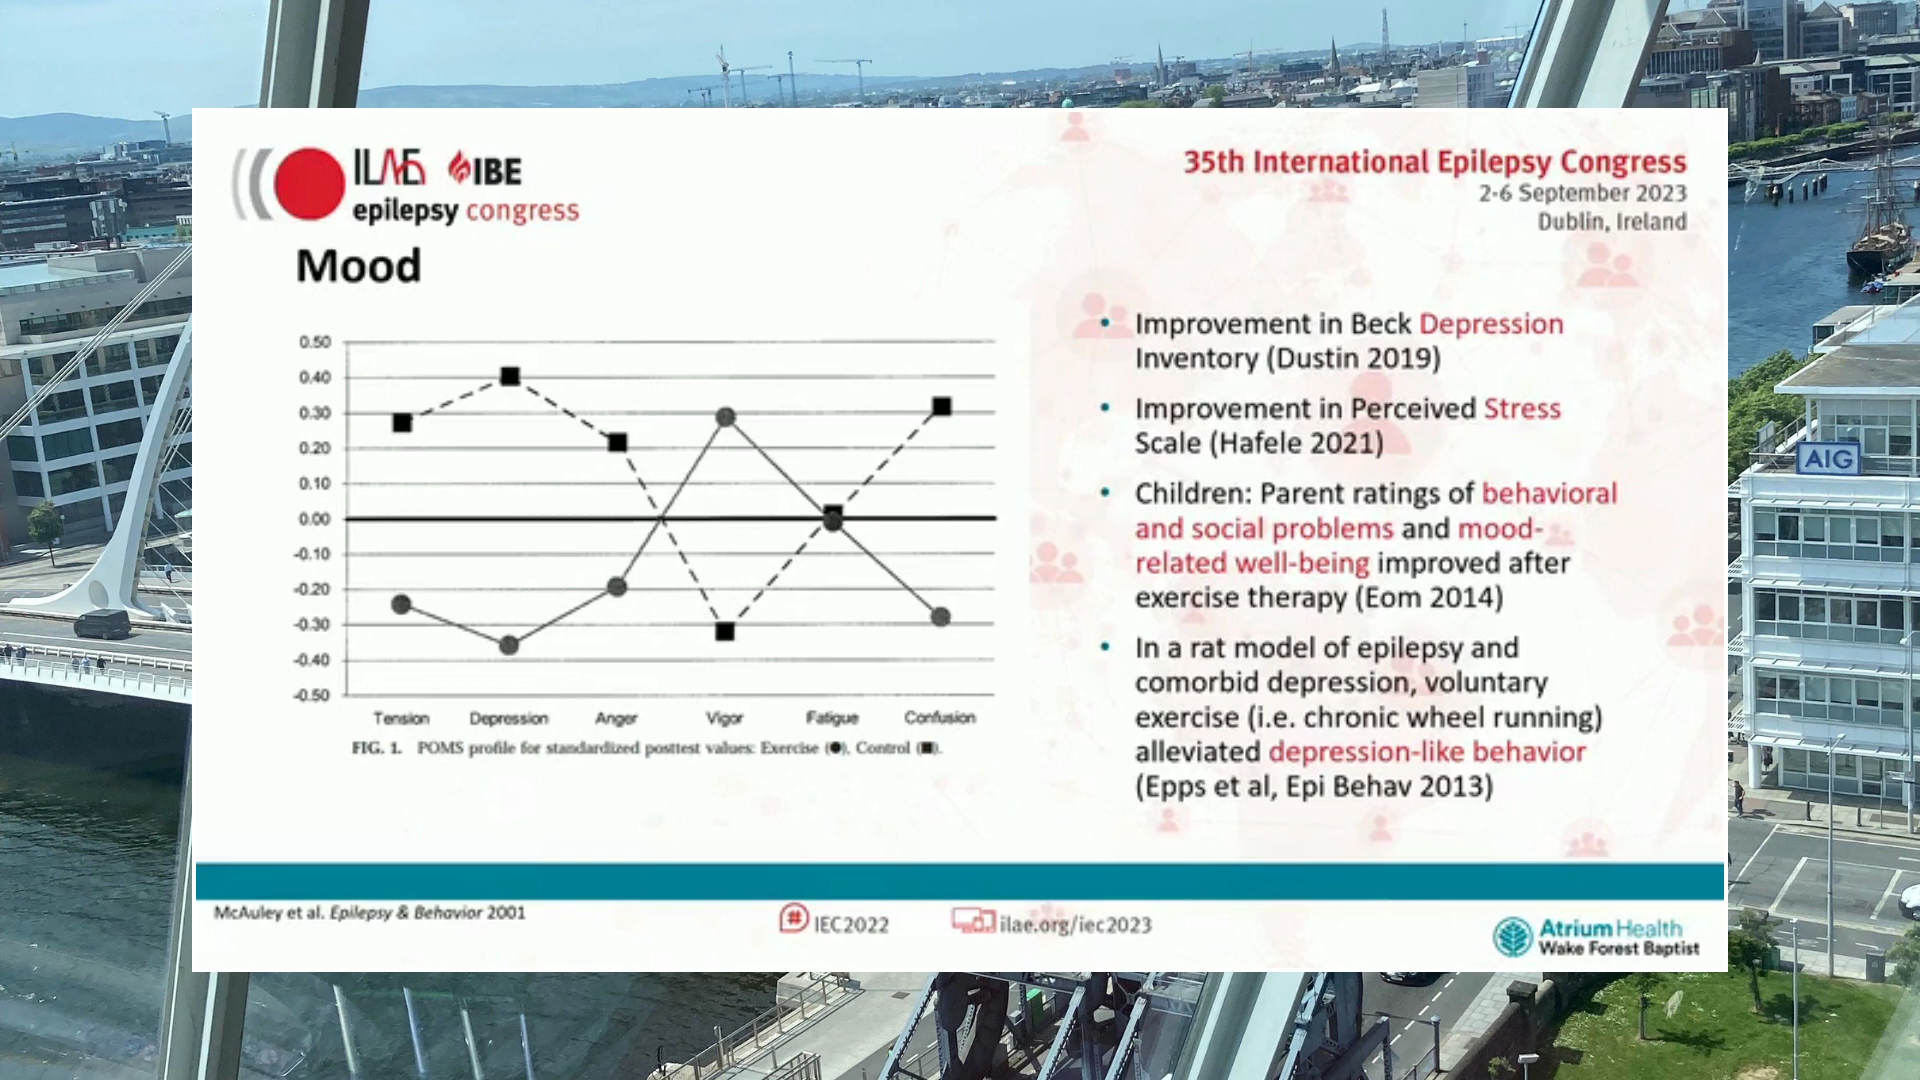 ILAE IBE
epilepsy congress
35th International Epilepsy Congress
2-6 September 2023
Dublin, Ireland
Mood
0.50
0.40
0.30
0.20
0.10
0.00
-0.10
-0.20
-0.30
-0.40
-0.50
Tension Depression Anger Vigor Fatigue Confusion
FIG. 1. POMS profile for standardized posttest values: Exercise (●), Control (■).
• Improvement in Beck Depression
Inventory (Dustin 2019)
• Improvement in Perceived Stress
Scale (Hafele 2021)
• Children: Parent ratings of behavioral
and social problems and mood-
related well-being improved after
exercise therapy (Eom 2014)
• In a rat model of epilepsy and
comorbid depression, voluntary
exercise (i.e. chronic wheel running)
alleviated depression-like behavior
(Epps et al, Epi Behav 2013)
McAuley et al. Epilepsy & Behavior 2001
# IEC2022
ilae.org/iec2023
Atrium Health
Wake Forest Baptist
AIG